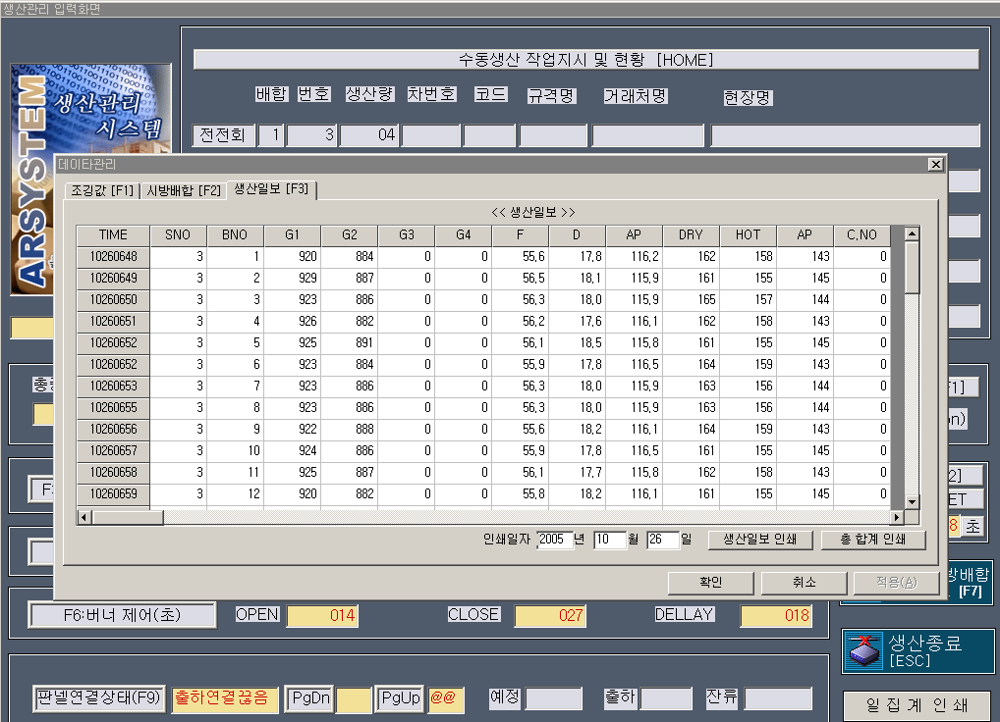 생산관리 입력화면
수동생산 작업지시 및 현황 [HOME]
배합 번호 생산량 차번호 코드 규격명 거래처명 현장명
전전회 1 3 04
ARSYSTEM
생산관리
시스템
데이타관리
조깅값 [F1] 시방배합 [F2] 생산일보 [F3]
<< 생산일보 >>
TIME SNO BNO G1 G2 G3 G4 F D AP DRY HOT AP C.NO
10260648 3 1 920 884 0 0 55,6 17,8 116,2 162 158 143 0
10260649 3 2 929 887 0 0 56,5 18,1 115,9 161 155 145 0
10260650 3 3 923 886 0 0 56,3 18,0 115,9 165 157 144 0
10260651 3 4 926 882 0 0 56,2 17,6 116,1 162 158 143 0
10260652 3 5 925 891 0 0 56,1 18,5 115,8 161 155 145 0
10260652 3 6 923 884 0 0 55,9 17,8 116,5 164 159 143 0
10260653 3 7 923 886 0 0 56,3 18,0 115,9 163 156 144 0
10260655 3 8 923 886 0 0 56,3 18,0 115,9 163 156 144 0
10260656 3 9 922 888 0 0 55,6 18,2 116,1 164 159 143 0
10260657 3 10 924 886 0 0 55,9 17,8 116,5 161 155 145 0
10260658 3 11 925 887 0 0 56,1 17,7 115,8 162 158 143 0
10260659 3 12 920 882 0 0 55,8 18,2 116,1 161 155 145 0
인쇄일자 2005 년 10 월 26 일 생산일보 인쇄 총 합계 인쇄
확인 취소 적용(A)
8 초
방배합
[F7]
F6:버너 제어(초) OPEN 014 CLOSE 027 DELLAY 018
생산종료
[ESC]
판넬연결상태(F9) 출하연결끊음 PgDn PgUp @@ 예정 출하 잔류
일 집 계 인 쇄